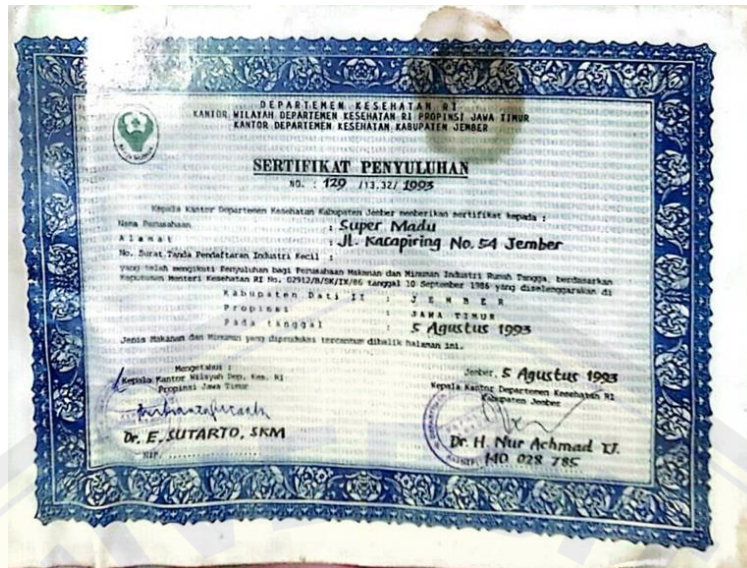 DEPARTEMEN KESEHATAN RI
KANTOR WILAYAH DEPARTEMEN KESEHATAN RI PROPINSI JAWA TIMUR
KANTOR DEPARTEMEN KESEHATAN KABUPATEN JEMBER
SERTIFIKAT PENYULUHAN
NO. : 129 /13.32/ 1993
Kepala Kantor Departemen Kesehatan Kabupaten Jember memberikan sertifikat kepada :
Nama Perusahaan : Super Madu
Alamat : Jl. Kacapiring No. 54 Jember
No. Surat Tanda Pendaftaran Industri Kecil :
yang telah mengikuti Penyuluhan bagi Perusahaan Makanan dan Minuman Industri Rumah Tangga, berdasarkan
Keputusan Menteri Kesehatan RI No. 02912/B/SK/IX/86 tanggal 10 September 1986 yang diselenggarakan di
Kabupaten Dati II : JEMBER
Propinsi : JAWA TIMUR
Pada tanggal : 5 Agustus 1993
Jenis Makanan dan Minuman yang diproduksi tercantum dibalik halaman ini.
Mengetahui :
Kepala Kantor Wilayah Dep. Kes. RI
Propinsi Jawa Timur
Dr. E. SUTARTO, SKM
NIP. ...............
Jember, 5 Agustus 1993
Kepala Kantor Departemen Kesehatan RI
Kabupaten Jember
Dr. H. Nur Achmad
NIP. 140 028 785